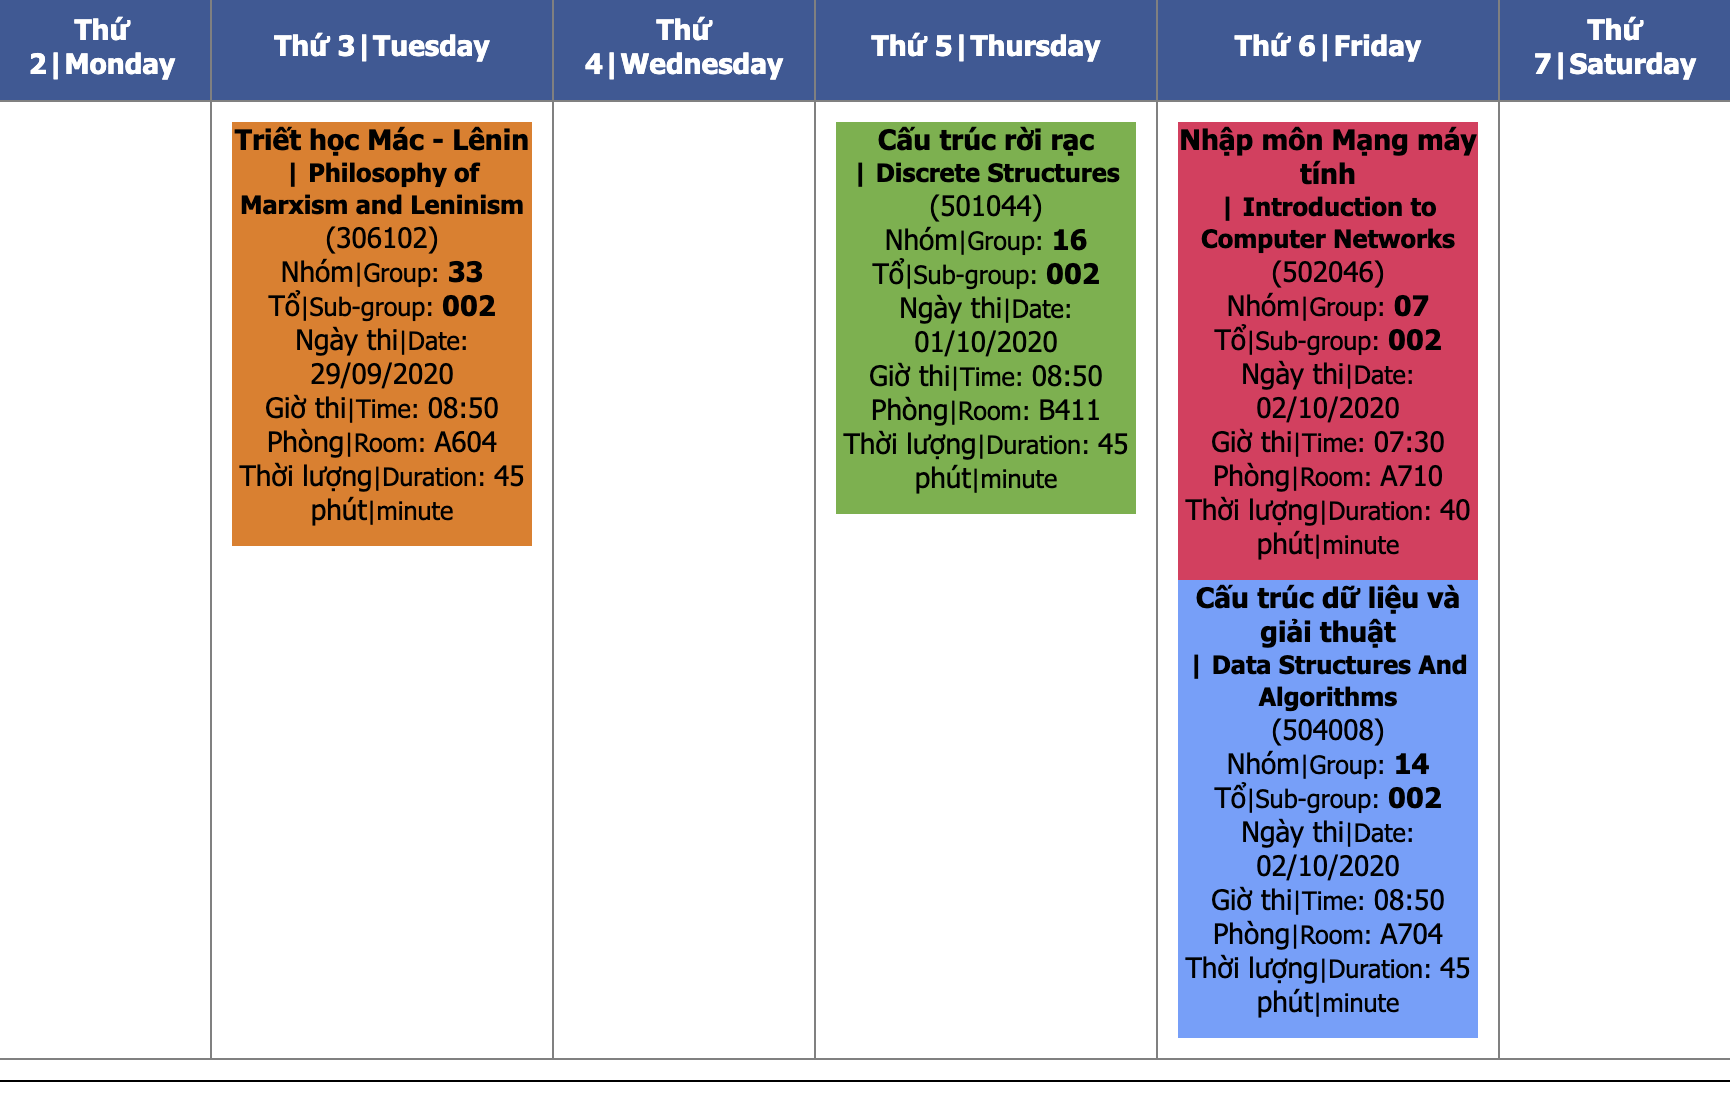 Thứ
2|Monday
Thứ 3|Tuesday
Thứ
4|Wednesday
Thứ 5|Thursday
Thứ 6|Friday
Thứ
7|Saturday
Triết học Mác - Lênin
| Philosophy of
Marxism and Leninism
(306102)
Nhóm|Group: 33
Tổ|Sub-group: 002
Ngày thi|Date:
29/09/2020
Giờ thi|Time: 08:50
Phòng|Room: A604
Thời lượng|Duration: 45
phút|minute
Cấu trúc rời rạc
| Discrete Structures
(501044)
Nhóm|Group: 16
Tổ|Sub-group: 002
Ngày thi|Date:
01/10/2020
Giờ thi|Time: 08:50
Phòng|Room: B411
Thời lượng|Duration: 45
phút|minute
Nhập môn Mạng máy
tính
| Introduction to
Computer Networks
(502046)
Nhóm|Group: 07
Tổ|Sub-group: 002
Ngày thi|Date:
02/10/2020
Giờ thi|Time: 07:30
Phòng|Room: A710
Thời lượng|Duration: 40
phút|minute
Cấu trúc dữ liệu và
giải thuật
| Data Structures And
Algorithms
(504008)
Nhóm|Group: 14
Tổ|Sub-group: 002
Ngày thi|Date:
02/10/2020
Giờ thi|Time: 08:50
Phòng|Room: A704
Thời lượng|Duration: 45
phút|minute